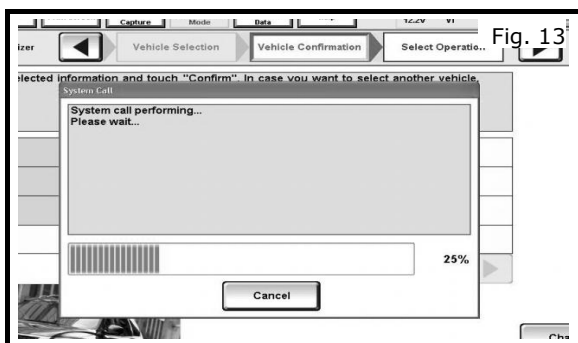 Capture Mode Data 12.2V VI
Fig. 13
izer Vehicle Selection Vehicle Confirmation Select Operatio..
elected information and touch "Confirm". In case you want to select another vehicle,
System Call
System call performing...
Please wait...
25%
Cancel
Cha